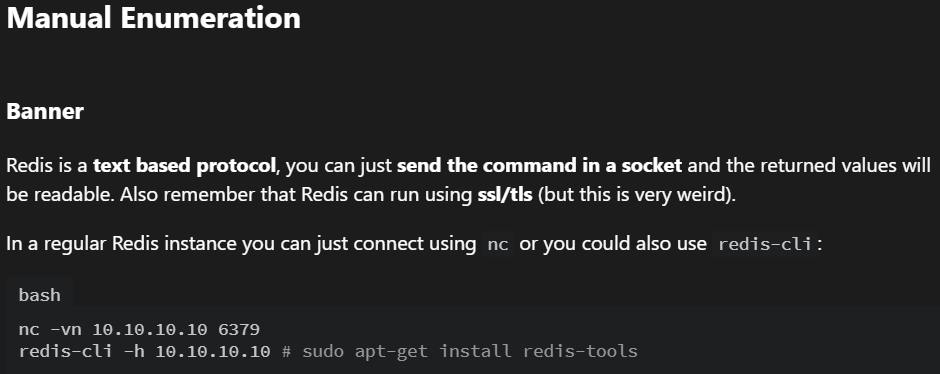 Manual Enumeration
Banner
Redis is a text based protocol, you can just send the command in a socket and the returned values will
be readable. Also remember that Redis can run using ssl/tls (but this is very weird).
In a regular Redis instance you can just connect using nc or you could also use redis-cli:
bash
nc -vn 10.10.10.10 6379
redis-cli -h 10.10.10.10 # sudo apt-get install redis-tools